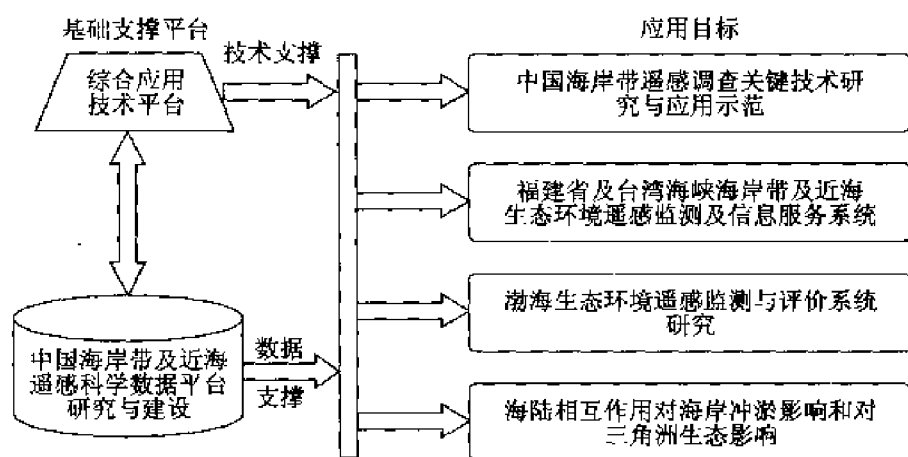 基础支撑平台
综合应用
技术平台
技术支撑
中国海岸带及近海
遥感科学数据平台
研究与建设
数据
支撑
应用目标
中国海岸带遥感调查关键技术研
究与应用示范
福建省及台湾海峡海岸带及近海
生态环境遥感监测及信息服务系统
渤海生态环境遥感监测与评价系统
研究
海陆相互作用对海岸冲淤影响和对
三角洲生态影响